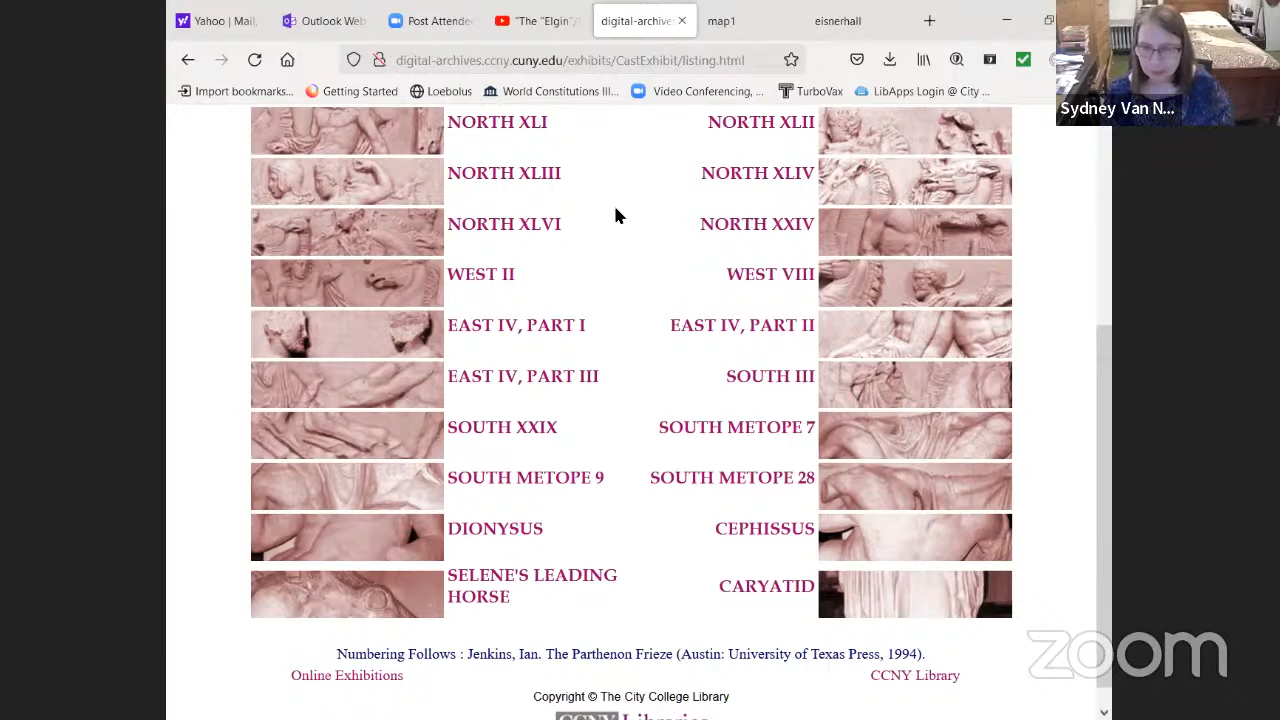 Yahoo | Mail,
Outlook Web
Post Attende
"The "Elgin"/
digital-archive
map1
eisnerhall
digital-archives.ccny.cuny.edu/exhibits/CastExhibit/listing.html
Import bookmarks...
Getting Started
Loebolus
World Constitutions Ill...
Video Conferencing, ...
TurboVax
LibApps Login @ City ...
Sydney Van N...
NORTH XLI
NORTH XLII
NORTH XLIII
NORTH XLIV
NORTH XLVI
NORTH XXIV
WEST II
WEST VIII
EAST IV, PART I
EAST IV, PART II
EAST IV, PART III
SOUTH III
SOUTH XXIX
SOUTH METOPE 7
SOUTH METOPE 9
SOUTH METOPE 28
DIONYSUS
CEPHISSUS
SELENE'S LEADING
HORSE
CARYATID
Numbering Follows : Jenkins, Ian. The Parthenon Frieze (Austin: University of Texas Press, 1994).
Online Exhibitions
CCNY Library
Copyright © The City College Library
CCNY Libraries
zoom